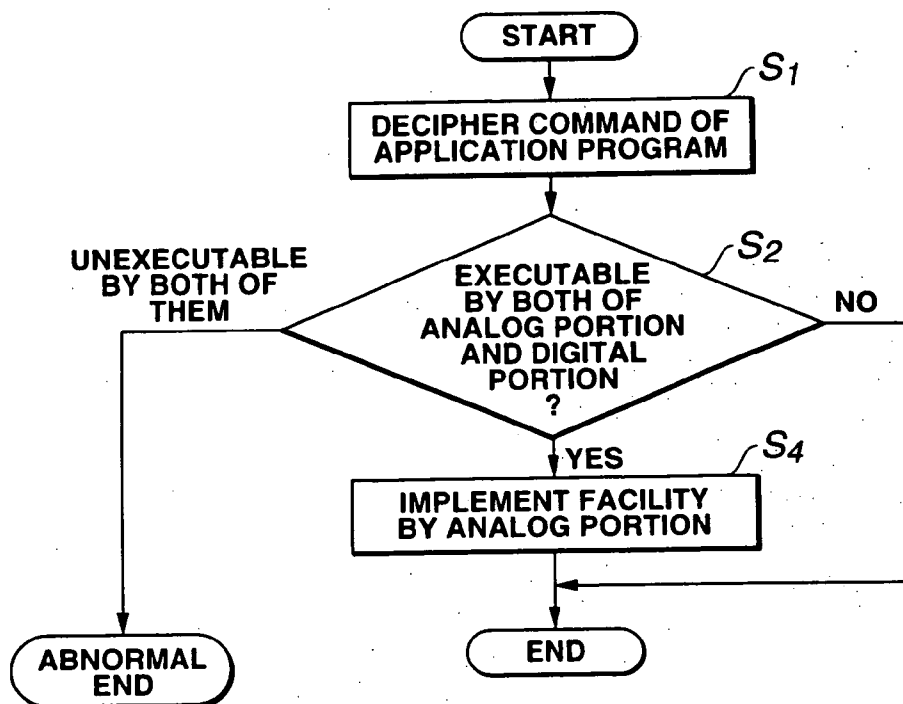 START
S1
DECIPHER COMMAND OF
APPLICATION PROGRAM
S2
UNEXECUTABLE
BY BOTH OF
THEM
EXECUTABLE
BY BOTH OF
ANALOG PORTION
AND DIGITAL
PORTION
?
NO
YES
S4
IMPLEMENT FACILITY
BY ANALOG PORTION
ABNORMAL
END
END